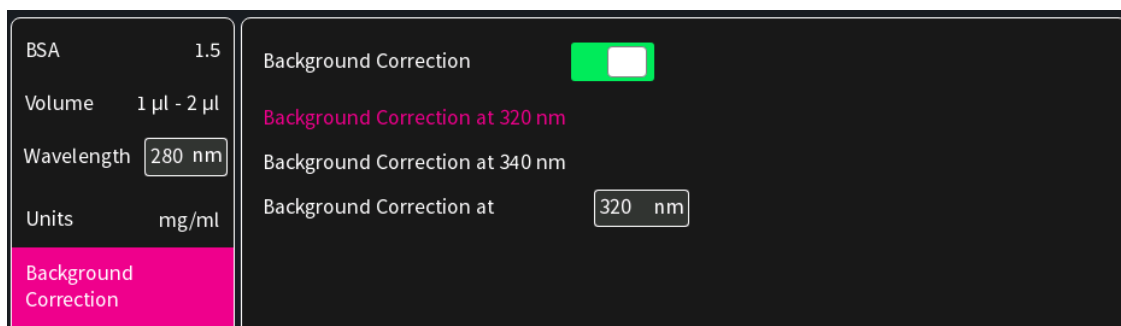 BSA 1.5
Volume 1 µl - 2 µl
Wavelength 280 nm
Units mg/ml
Background
Correction
Background Correction
Background Correction at 320 nm
Background Correction at 340 nm
Background Correction at 320 nm